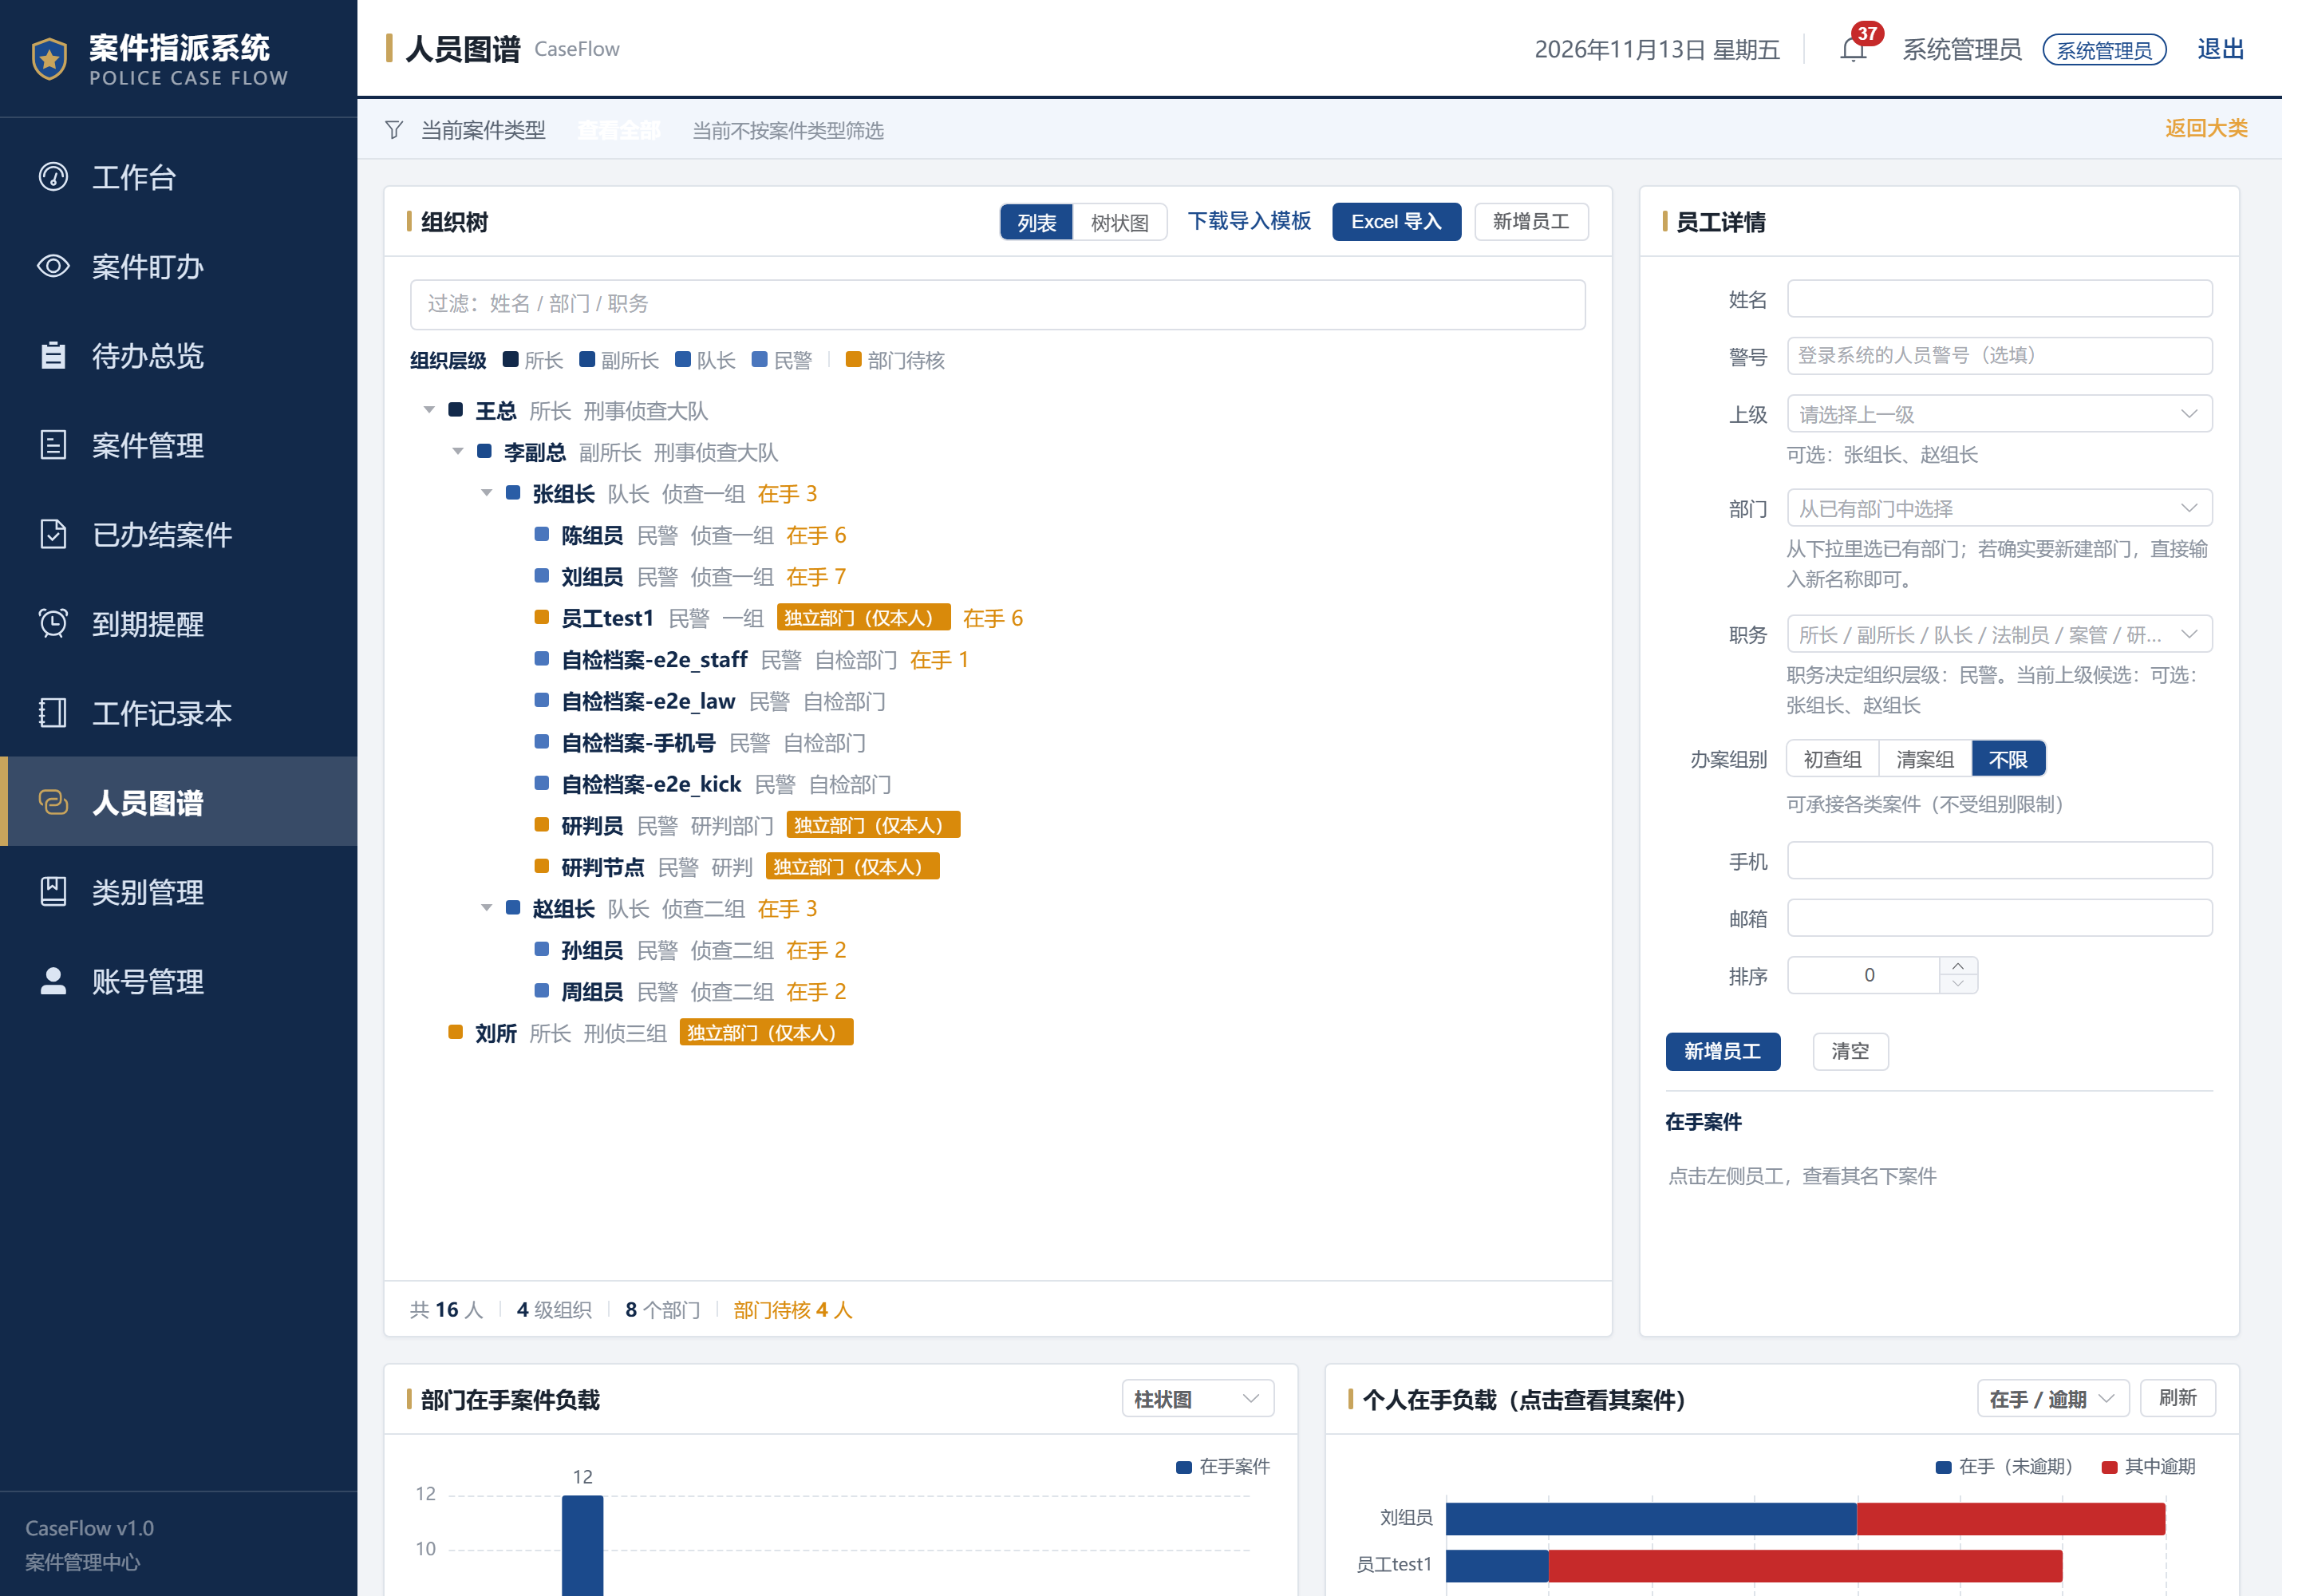 案件指派系统
POLICE CASE FLOW
工作台
案件盯办
待办总览
案件管理
已办结案件
到期提醒
工作记录本
人员图谱
类别管理
账号管理
CaseFlow v1.0
案件管理中心
人员图谱 CaseFlow
2026年11月13日 星期五 37 系统管理员 系统管理员 退出
当前案件类型 查看全部 当前不按案件类型筛选 返回大类
组织树 列表 树状图 下载导入模板 Excel 导入 新增员工
过滤：姓名 / 部门 / 职务
组织层级 所长 副所长 队长 民警 部门待核
王总 所长 刑事侦查大队
李副总 副所长 刑事侦查大队
张组长 队长 侦查一组 在手 3
陈组员 民警 侦查一组 在手 6
刘组员 民警 侦查一组 在手 7
员工test1 民警 一组 独立部门（仅本人） 在手 6
自检档案-e2e_staff 民警 自检部门 在手 1
自检档案-e2e_law 民警 自检部门
自检档案-手机号 民警 自检部门
自检档案-e2e_kick 民警 自检部门
研判员 民警 研判部门 独立部门（仅本人）
研判节点 民警 研判 独立部门（仅本人）
赵组长 队长 侦查二组 在手 3
孙组员 民警 侦查二组 在手 2
周组员 民警 侦查二组 在手 2
刘所 所长 刑侦三组 独立部门（仅本人）
共 16 人 4 级组织 8 个部门 部门待核 4 人
员工详情
姓名
警号 登录系统的人员警号（选填）
上级 请选择上一级
可选：张组长、赵组长
部门 从已有部门中选择
从下拉里选已有部门；若确实要新建部门，直接输
入新名称即可。
职务 所长 / 副所长 / 队长 / 法制员 / 案管 / 研...
职务决定组织层级：民警。当前上级候选：可选：
张组长、赵组长
办案组别 初查组 清案组 不限
可承接各类案件（不受组别限制）
手机
邮箱
排序 0
新增员工 清空
在手案件
点击左侧员工，查看其名下案件
部门在手案件负载 柱状图
在手案件
12
12
10
个人在手负载（点击查看其案件） 在手 / 逾期 刷新
在手（未逾期） 其中逾期
刘组员
员工test1